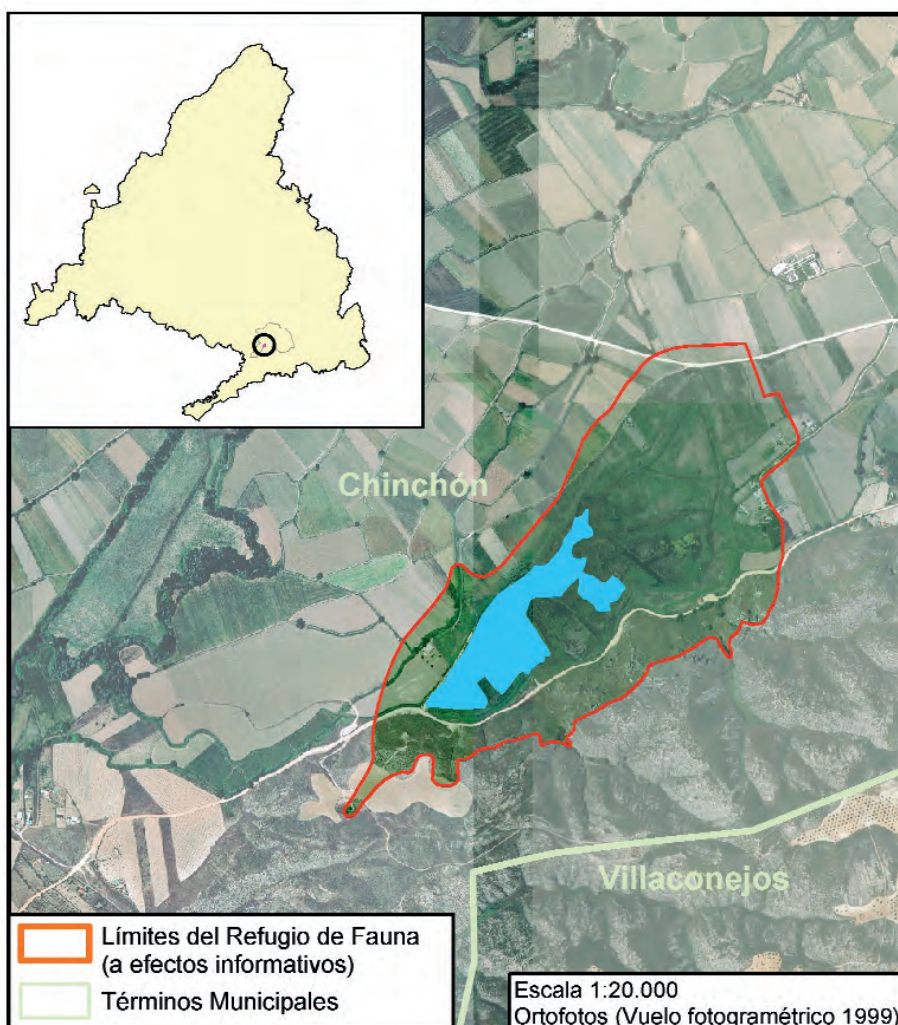 Chinchón
Villaconejos
Límites del Refugio de Fauna
(a efectos informativos)
Términos Municipales
Escala 1:20.000
Ortofotos (Vuelo fotogramétrico 1999)